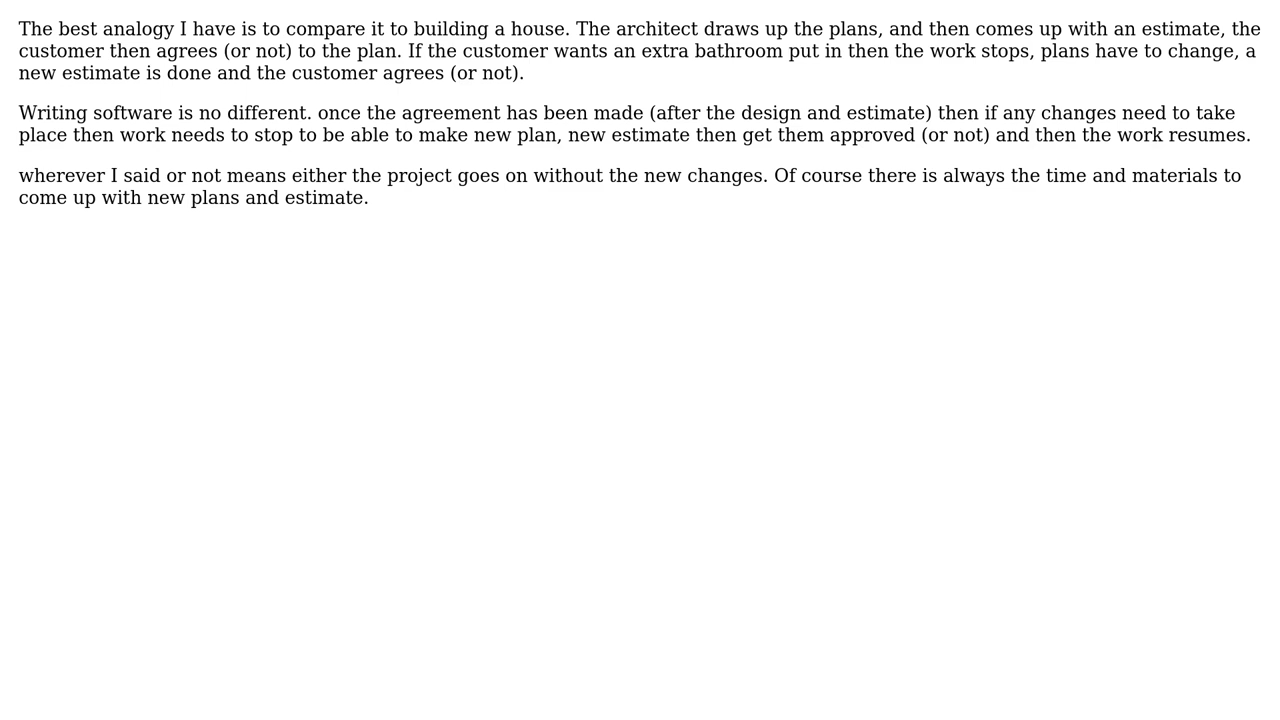 The best analogy I have is to compare it to building a house. The architect draws up the plans, and then comes up with an estimate, the
customer then agrees (or not) to the plan. If the customer wants an extra bathroom put in then the work stops, plans have to change, a
new estimate is done and the customer agrees (or not).
Writing software is no different. once the agreement has been made (after the design and estimate) then if any changes need to take
place then work needs to stop to be able to make new plan, new estimate then get them approved (or not) and then the work resumes.
wherever I said or not means either the project goes on without the new changes. Of course there is always the time and materials to
come up with new plans and estimate.